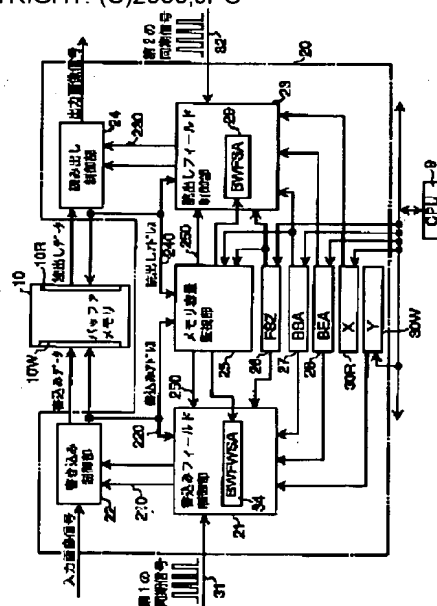 COPYRIGHT: (C)2000,JPO
第2の
同期信号
32
20
出力画像信号
24
読み出し
制御部
230
23
読出しフィールド
制御部
29
BWFSA
読出しデータ
10R
10
バッファ
メモリ
10W
書込みデータ
240
読出しアドレス
260
メモリ容量
監視部
25
書込みアドレス
220
250
26
FSZ
27
BSA
28
BEA
30R
X
Y
30W
9
CPU
書き込み
制御部
22
210
入力画像信号
書込みフィールド
制御部
BWFWSA
34
21
第1の
同期信号
31